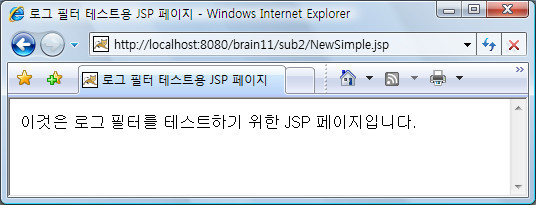 로그 필터 테스트용 JSP 페이지 - Windows Internet Explorer
http://localhost:8080/brain11/sub2/NewSimple.jsp
로그 필터 테스트용 JSP 페이지
이것은 로그 필터를 테스트하기 위한 JSP 페이지입니다.